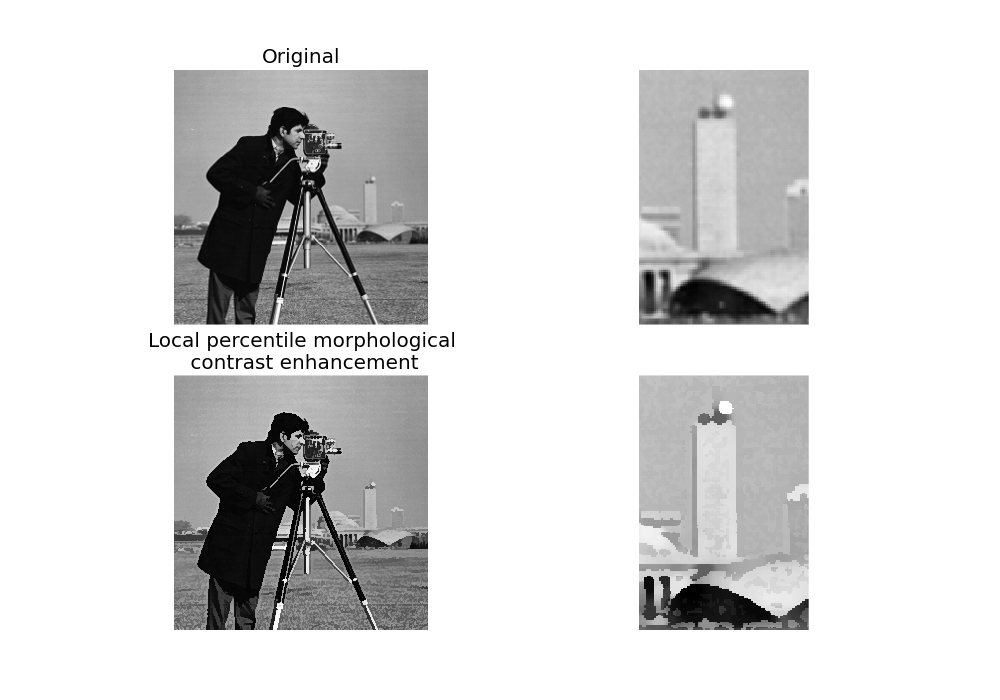 Original
Local percentile morphological
contrast enhancement